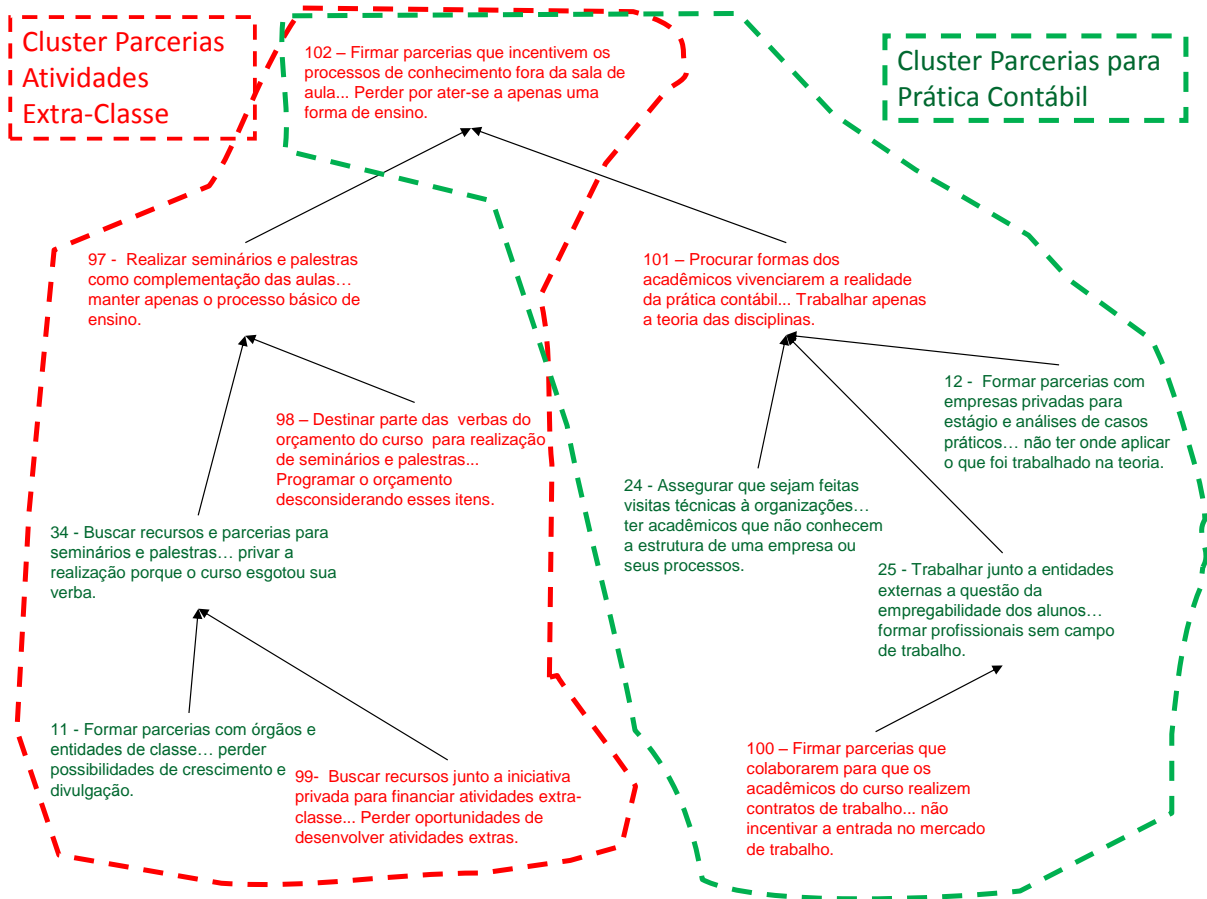 Cluster Parcerias
Atividades
Extra-Classe
102 – Firmar parcerias que incentivem os
processos de conhecimento fora da sala de
aula... Perder por ater-se a apenas uma
forma de ensino.
Cluster Parcerias para
Prática Contábil
97 - Realizar seminários e palestras
como complementação das aulas…
manter apenas o processo básico de
ensino.
101 – Procurar formas dos
acadêmicos vivenciarem a realidade
da prática contábil... Trabalhar apenas
a teoria das disciplinas.
98 – Destinar parte das verbas do
orçamento do curso para realização
de seminários e palestras...
Programar o orçamento
desconsiderando esses itens.
12 - Formar parcerias com
empresas privadas para
estágio e análises de casos
práticos… não ter onde aplicar
o que foi trabalhado na teoria.
24 - Assegurar que sejam feitas
visitas técnicas à organizações…
ter acadêmicos que não conhecem
a estrutura de uma empresa ou
seus processos.
34 - Buscar recursos e parcerias para
seminários e palestras… privar a
realização porque o curso esgotou sua
verba.
25 - Trabalhar junto a entidades
externas a questão da
empregabilidade dos alunos…
formar profissionais sem campo
de trabalho.
11 - Formar parcerias com órgãos e
entidades de classe… perder
possibilidades de crescimento e
divulgação.
99- Buscar recursos junto a iniciativa
privada para financiar atividades extra-
classe... Perder oportunidades de
desenvolver atividades extras.
100 – Firmar parcerias que
colaborarem para que os
acadêmicos do curso realizem
contratos de trabalho... não
incentivar a entrada no mercado
de trabalho.